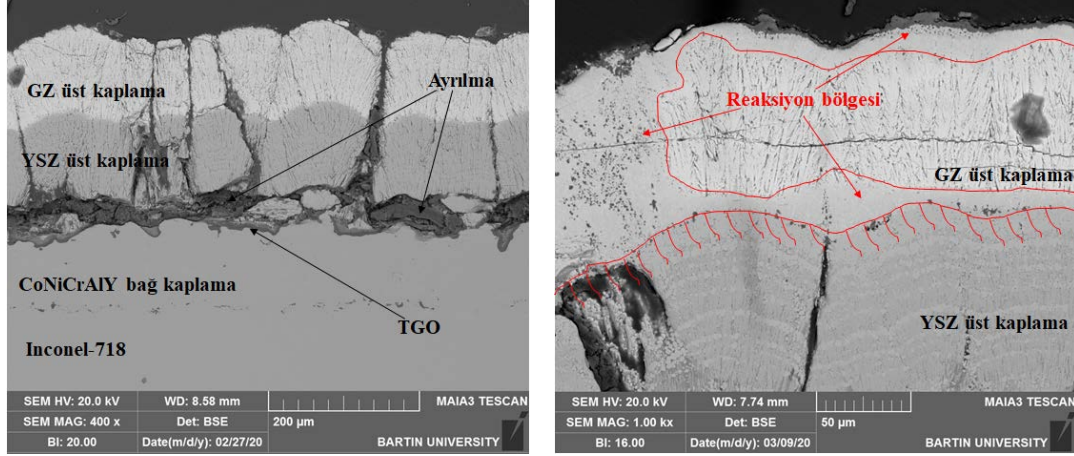 GZ üst kaplama
Ayrılma
YSZ üst kaplama
CoNiCrAlY bağ kaplama
TGO
Inconel-718
SEM HV: 20.0 kV
WD: 8.58 mm
MAIA3 TESCAN
SEM MAG: 400 x
Det: BSE
200 µm
BI: 20.00
Date(m/d/y): 02/27/20
BARTIN UNIVERSITY
Reaksiyon bölgesi
GZ üst kaplama
YSZ üst kaplama
SEM HV: 20.0 kV
WD: 7.74 mm
MAIA3 TESCAN
SEM MAG: 1.00 kx
Det: BSE
50 µm
BI: 16.00
Date(m/d/y): 03/09/20
BARTIN UNIVERSITY